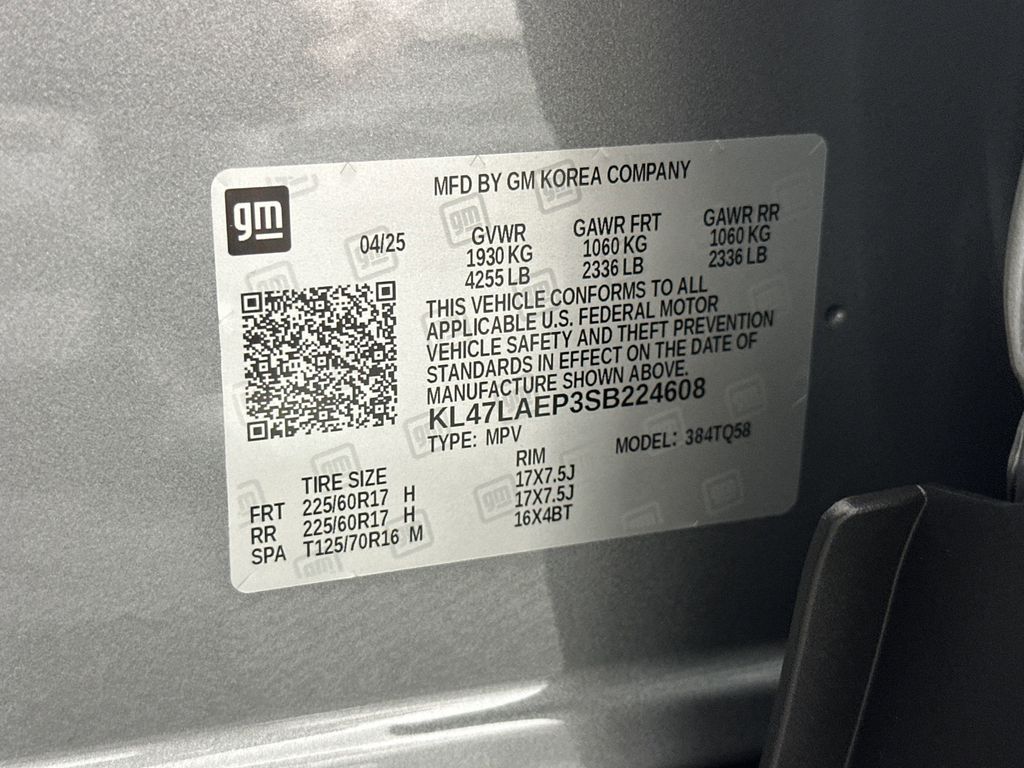 MFD BY GM KOREA COMPANY
gm
04/25
GVWR GAWR FRT GAWR RR
1930 KG 1060 KG 1060 KG
4255 LB 2336 LB 2336 LB
THIS VEHICLE CONFORMS TO ALL
APPLICABLE U.S. FEDERAL MOTOR
VEHICLE SAFETY AND THEFT PREVENTION
STANDARDS IN EFFECT ON THE DATE OF
MANUFACTURE SHOWN ABOVE.
KL47LAEP3SB224608
TYPE: MPV MODEL: 384TQ58
TIRE SIZE RIM
FRT 225/60R17 H 17X7.5J
RR 225/60R17 H 17X7.5J
SPA T125/70R16 M 16X4BT